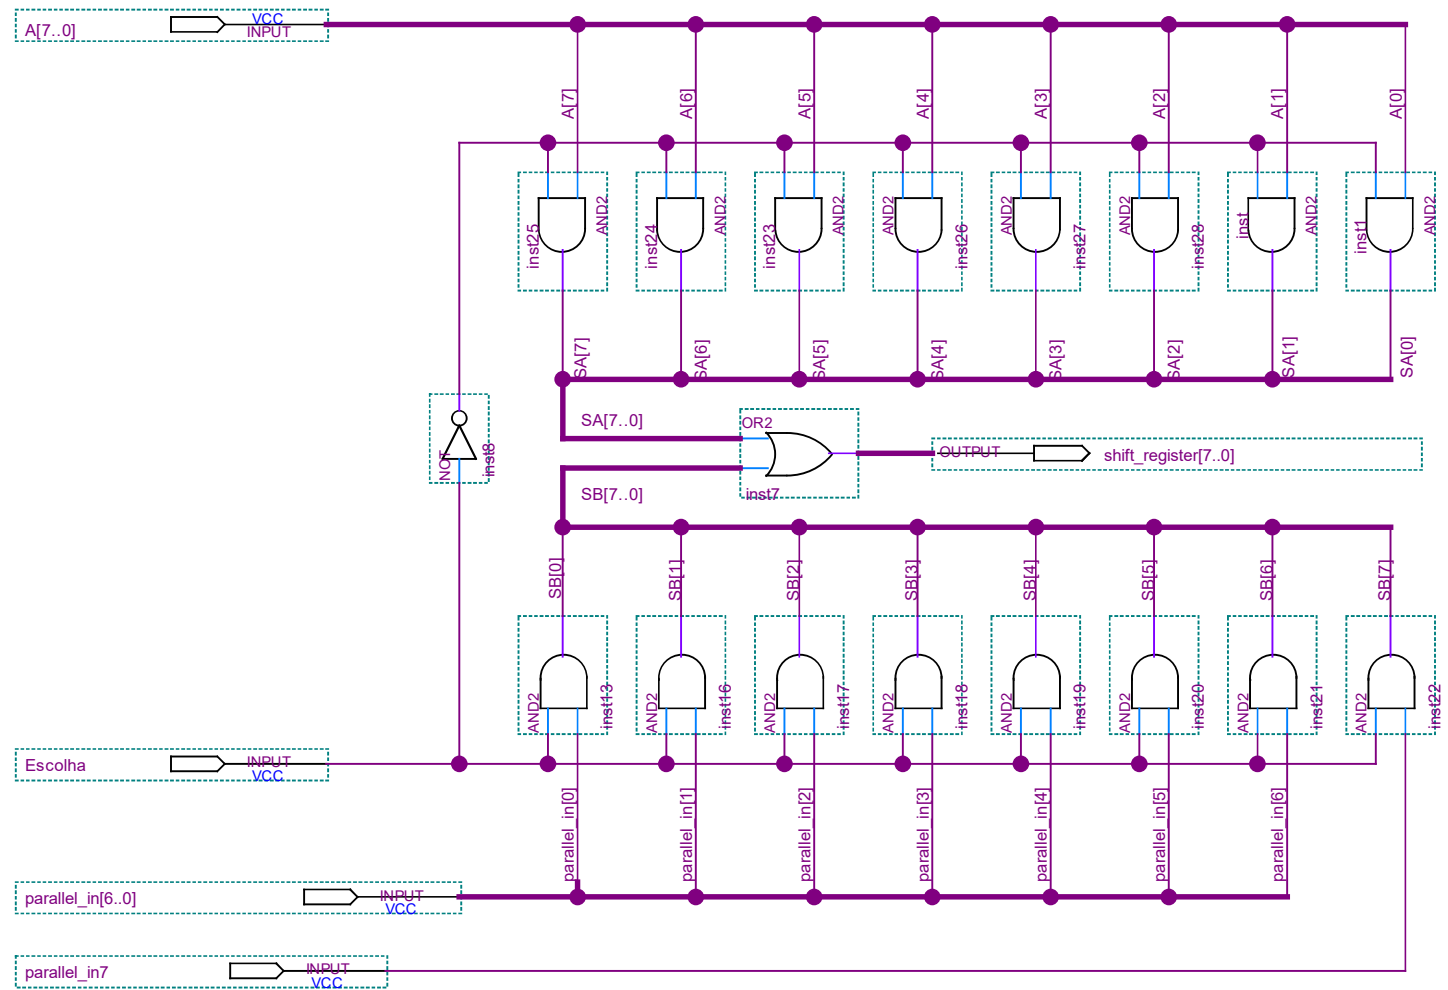 A[7..0]
VCC
INPUT
A[7]
A[6]
A[5]
A[4]
A[3]
A[2]
A[1]
A[0]
AND2
inst25
AND2
inst24
AND2
inst23
AND2
inst26
AND2
inst27
AND2
inst28
AND2
inst
AND2
inst1
SA[7]
SA[6]
SA[5]
SA[4]
SA[3]
SA[2]
SA[1]
SA[0]
NOT
inst8
SA[7..0]
OR2
OUTPUT
shift_register[7..0]
SB[7..0]
inst7
SB[0]
SB[1]
SB[2]
SB[3]
SB[4]
SB[5]
SB[6]
SB[7]
AND2
inst13
AND2
inst16
AND2
inst17
AND2
inst18
AND2
inst19
AND2
inst20
AND2
inst21
AND2
inst22
Escolha
INPUT
VCC
parallel_in[0]
parallel_in[1]
parallel_in[2]
parallel_in[3]
parallel_in[4]
parallel_in[5]
parallel_in[6]
parallel_in[6..0]
INPUT
VCC
parallel_in7
INPUT
VCC